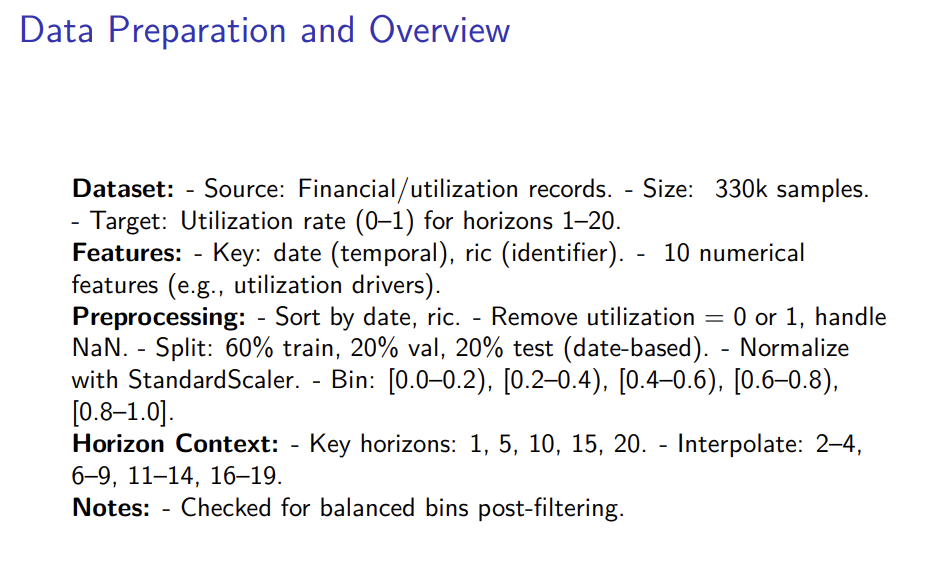 Data Preparation and Overview
Dataset: - Source: Financial/utilization records. - Size: 330k samples.
- Target: Utilization rate (0–1) for horizons 1–20.
Features: - Key: date (temporal), ric (identifier). - 10 numerical
features (e.g., utilization drivers).
Preprocessing: - Sort by date, ric. - Remove utilization = 0 or 1, handle
NaN. - Split: 60% train, 20% val, 20% test (date-based). - Normalize
with StandardScaler. - Bin: [0.0–0.2), [0.2–0.4), [0.4–0.6), [0.6–0.8),
[0.8–1.0].
Horizon Context: - Key horizons: 1, 5, 10, 15, 20. - Interpolate: 2–4,
6–9, 11–14, 16–19.
Notes: - Checked for balanced bins post-filtering.